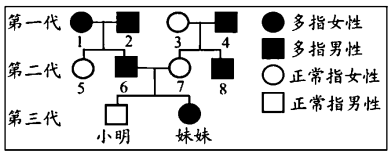 第一代
1 2 3 4
多指女性
多指男性
第二代
5 6 7 8
正常指女性
第三代
小明 妹妹
正常指男性